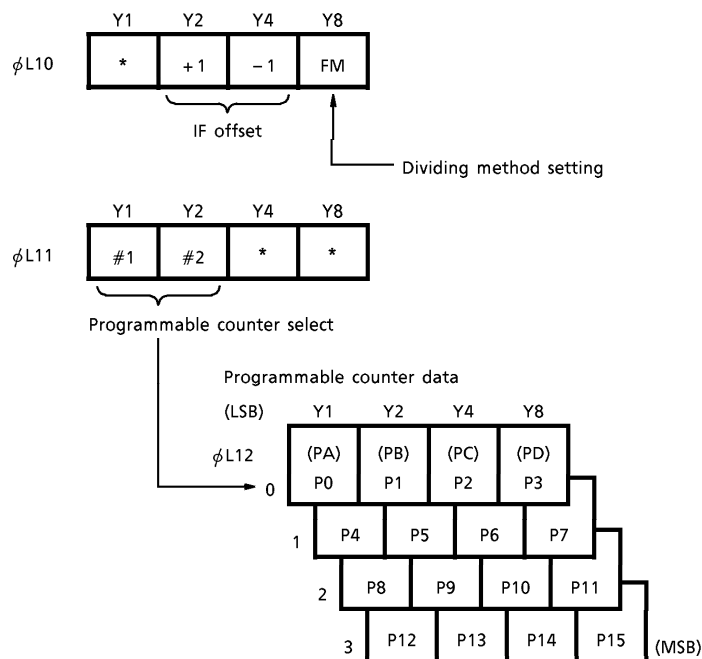 Y1 Y2 Y4 Y8
ϕL10 * +1 −1 FM
IF offset
Dividing method setting
Y1 Y2 Y4 Y8
ϕL11 #1 #2 * *
Programmable counter select
Programmable counter data
(LSB) Y1 Y2 Y4 Y8
ϕL12 (PA) (PB) (PC) (PD)
0 P0 P1 P2 P3
1 P4 P5 P6 P7
2 P8 P9 P10 P11
3 P12 P13 P14 P15 (MSB)